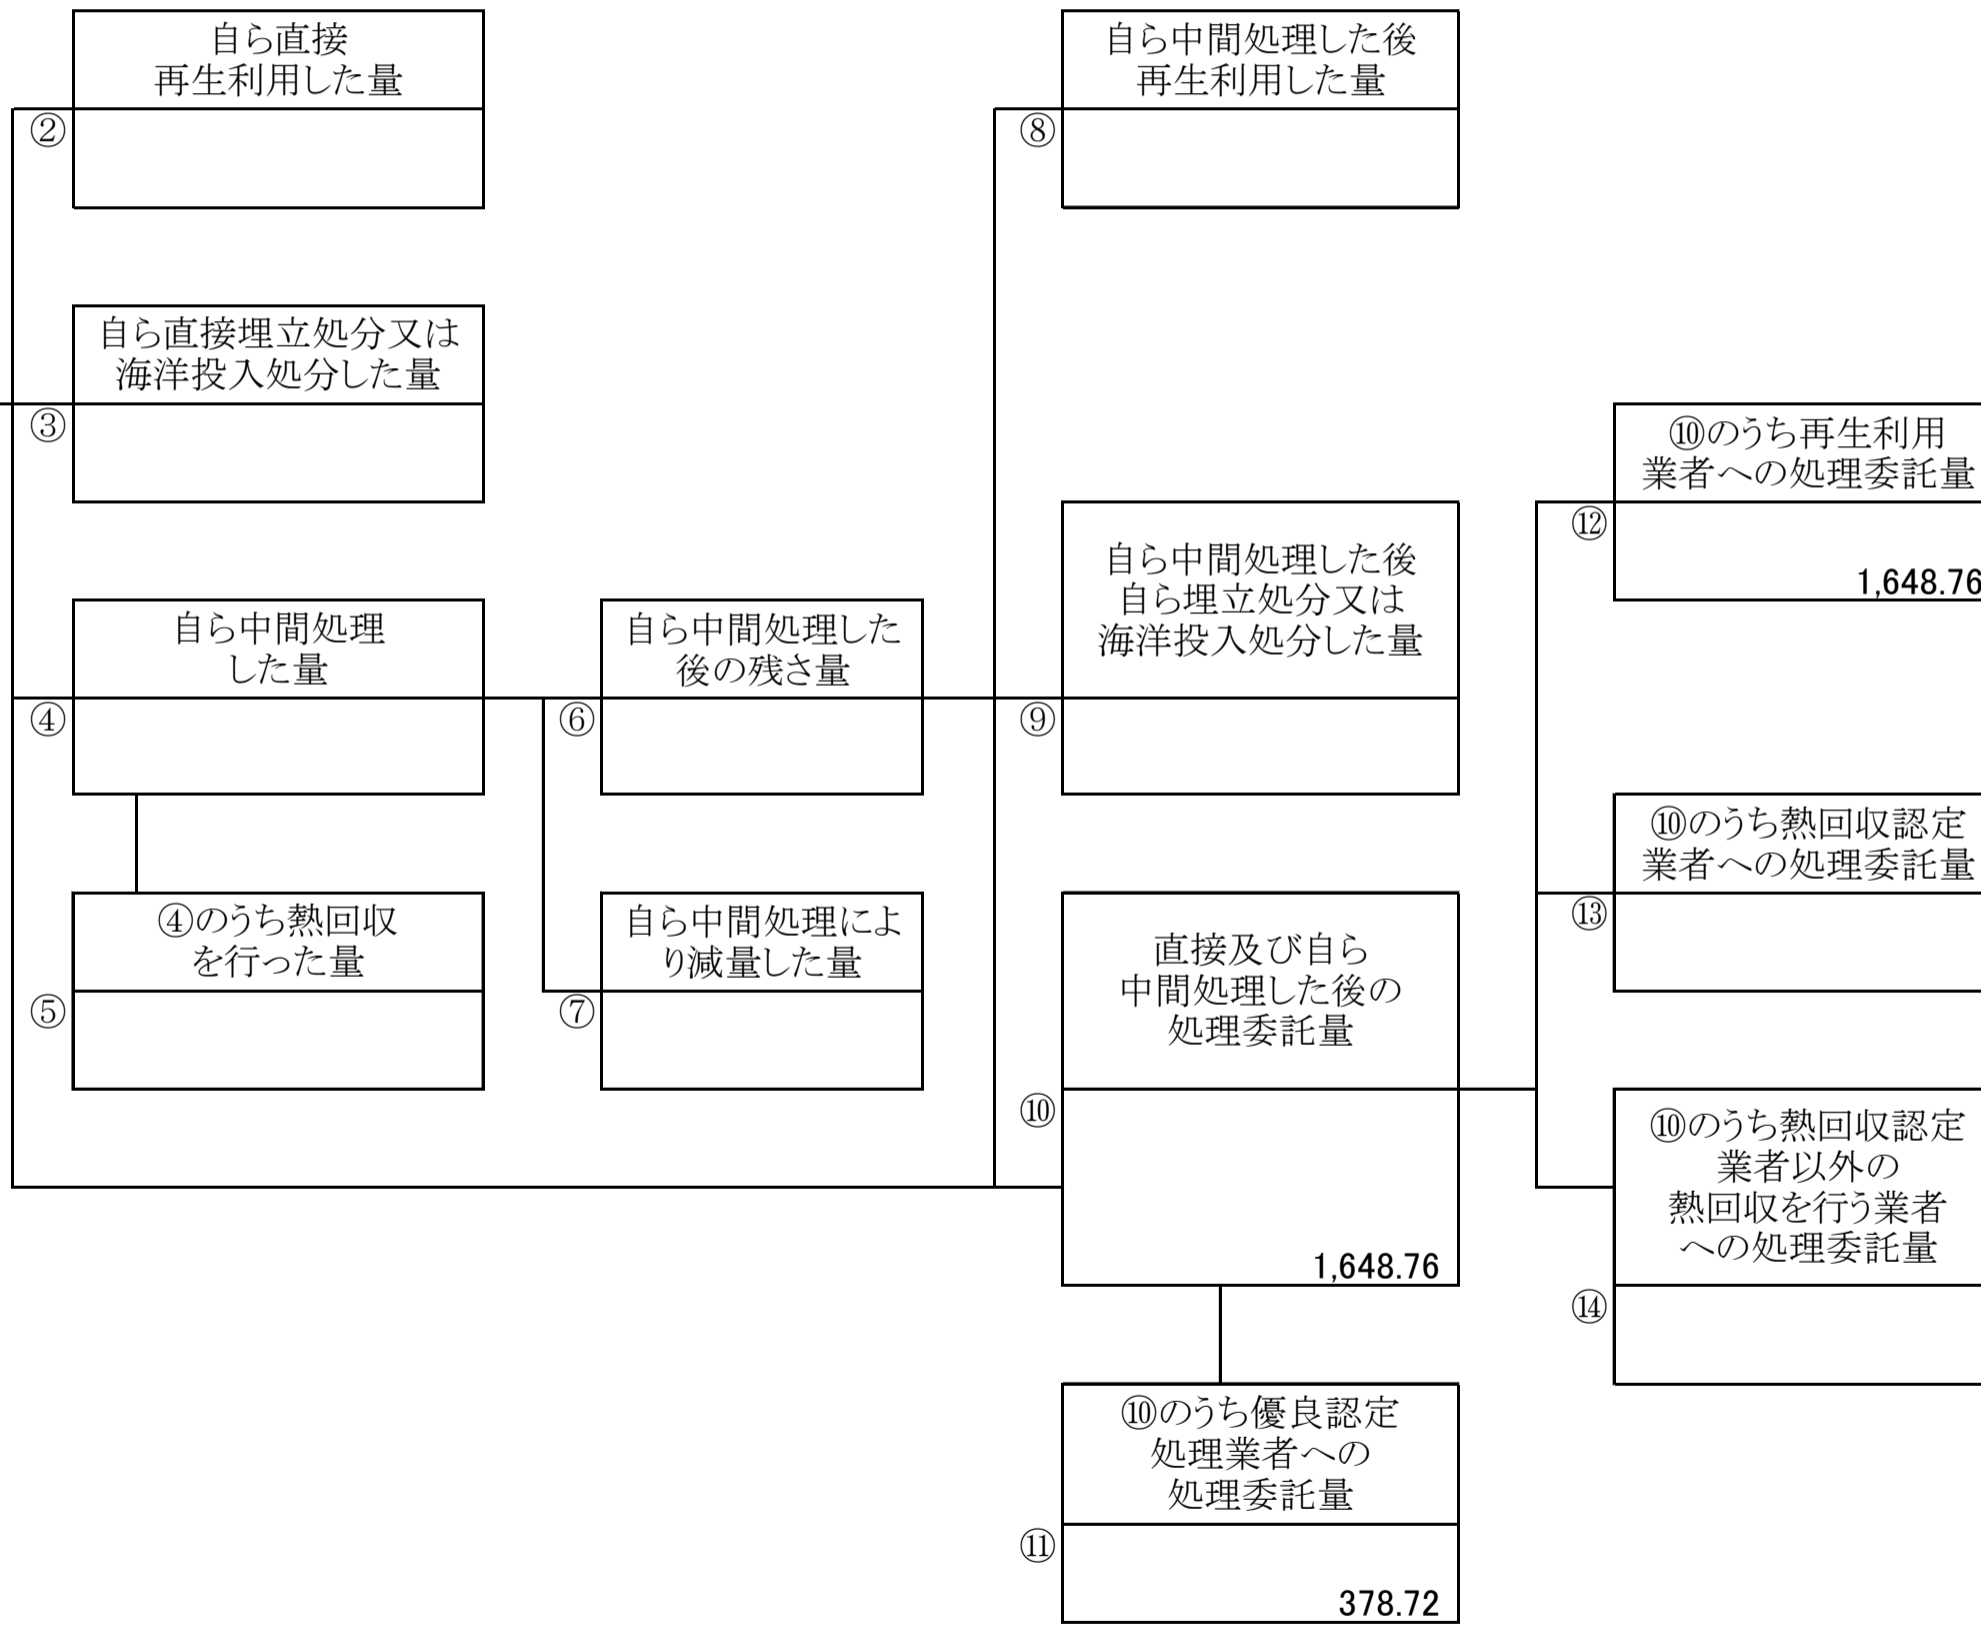 自ら直接
再生利用した量
②
自ら中間処理した後
再生利用した量
⑧
自ら直接埋立処分又は
海洋投入処分した量
③
⑩のうち再生利用
業者への処理委託量
⑫
1,648.76
自ら中間処理した後
自ら埋立処分又は
海洋投入処分した量
⑨
自ら中間処理
した量
④
自ら中間処理した
後の残さ量
⑥
⑩のうち熱回収認定
業者への処理委託量
⑬
④のうち熱回収
を行った量
⑤
自ら中間処理によ
り減量した量
⑦
直接及び自ら
中間処理した後の
処理委託量
⑩
1,648.76
⑩のうち熱回収認定
業者以外の
熱回収を行う業者
への処理委託量
⑭
⑩のうち優良認定
処理業者への
処理委託量
⑪
378.72